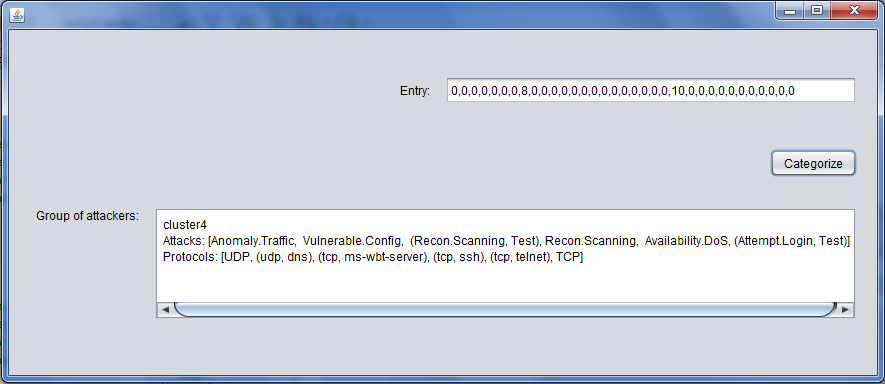 Entry: 0,0,0,0,0,0,0,8,0,0,0,0,0,0,0,0,0,0,0,0,0,0,10,0,0,0,0,0,0,0,0,0,0,0
Categorize
Group of attackers:
cluster4
Attacks: [Anomaly.Traffic, Vulnerable.Config, (Recon.Scanning, Test), Recon.Scanning, Availability.DoS, (Attempt.Login, Test)]
Protocols: [UDP, (udp, dns), (tcp, ms-wbt-server), (tcp, ssh), (tcp, telnet), TCP]